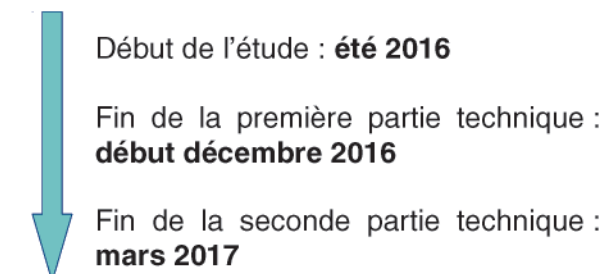 Début de l’étude : été 2016
Fin de la première partie technique :
début décembre 2016
Fin de la seconde partie technique :
mars 2017